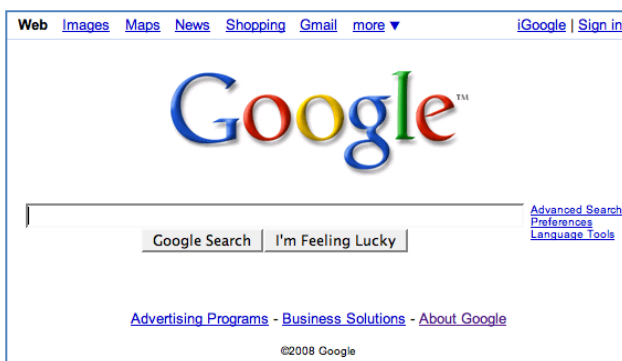 Web Images Maps News Shopping Gmail more ▼ iGoogle | Sign in
Google™
Advanced Search
Preferences
Language Tools
Google Search I'm Feeling Lucky
Advertising Programs - Business Solutions - About Google
©2008 Google